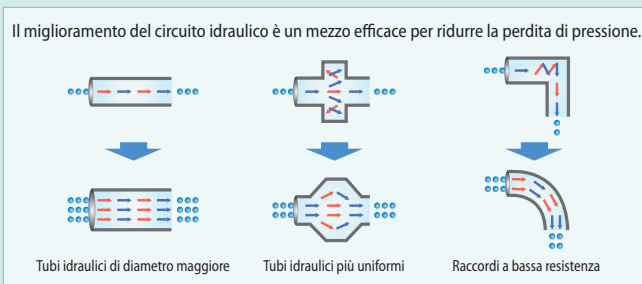 Il miglioramento del circuito idraulico è un mezzo efficace per ridurre la perdita di pressione.
Tubi idraulici di diametro maggiore
Tubi idraulici più uniformi
Raccordi a bassa resistenza